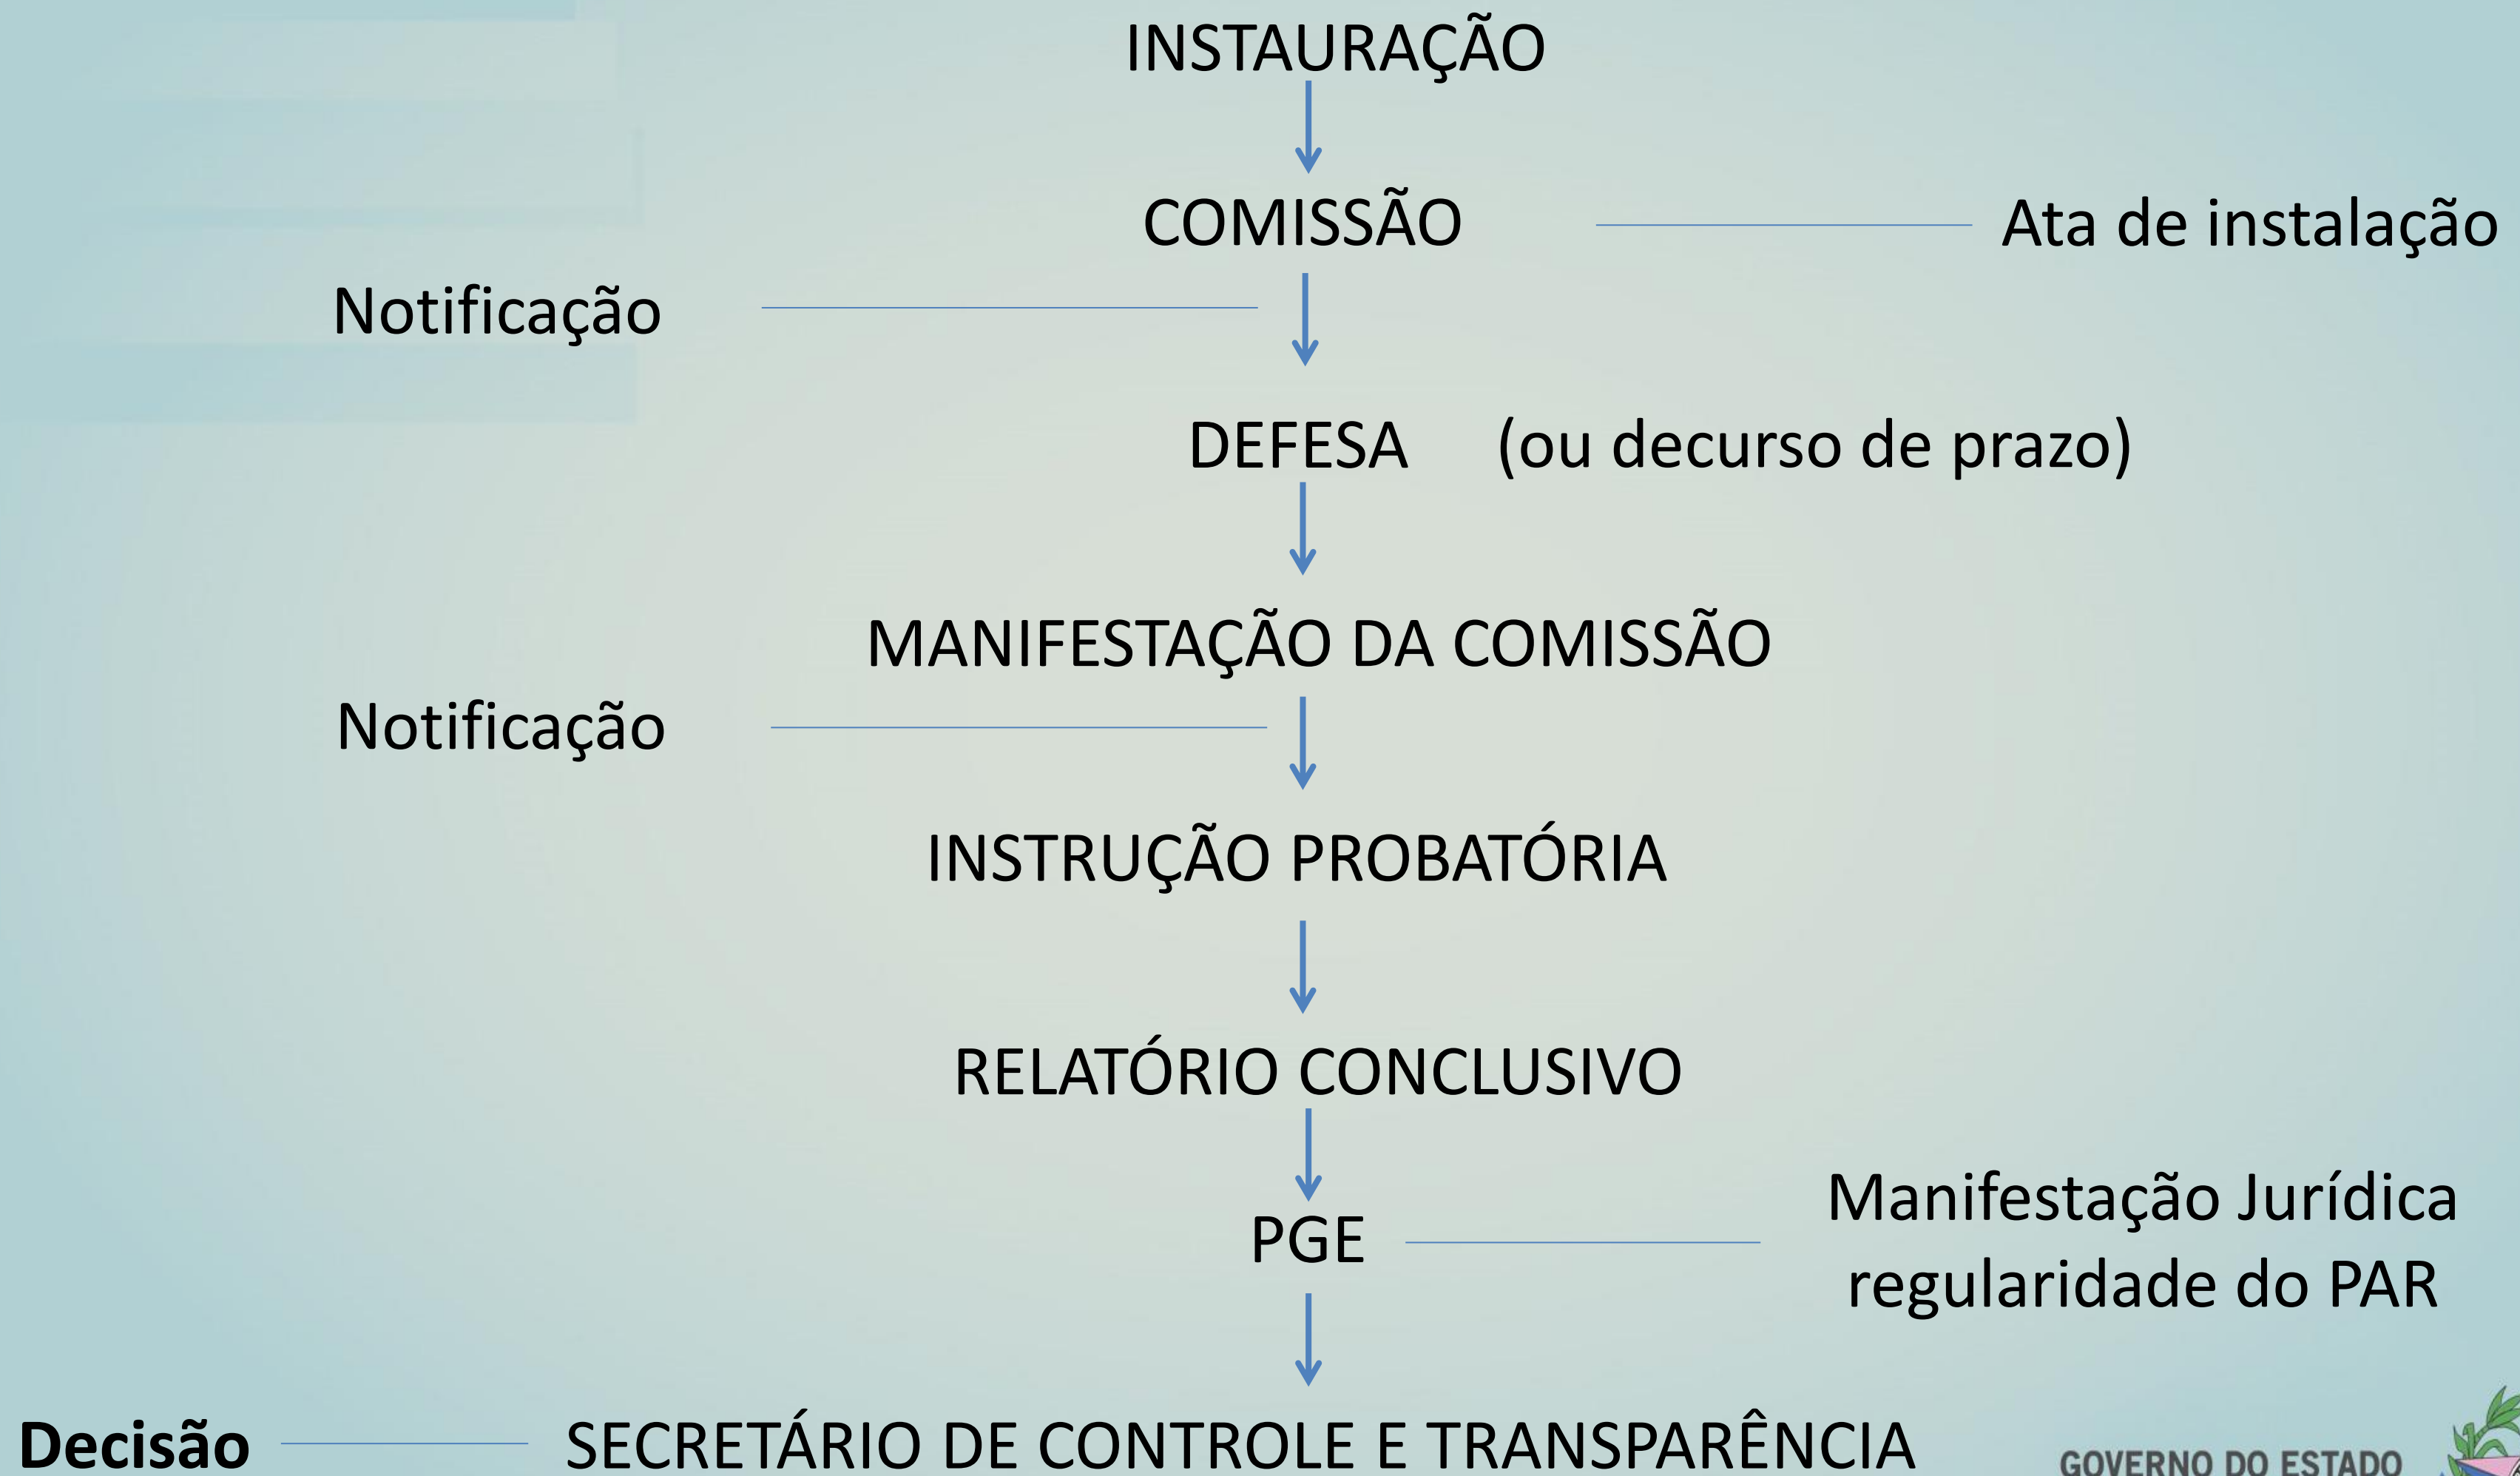 INSTAURAÇÃO
COMISSÃO
Ata de instalação
Notificação
DEFESA (ou decurso de prazo)
MANIFESTAÇÃO DA COMISSÃO
Notificação
INSTRUÇÃO PROBATÓRIA
RELATÓRIO CONCLUSIVO
PGE
Manifestação Jurídica
regularidade do PAR
Decisão
SECRETÁRIO DE CONTROLE E TRANSPARÊNCIA
GOVERNO DO ESTADO